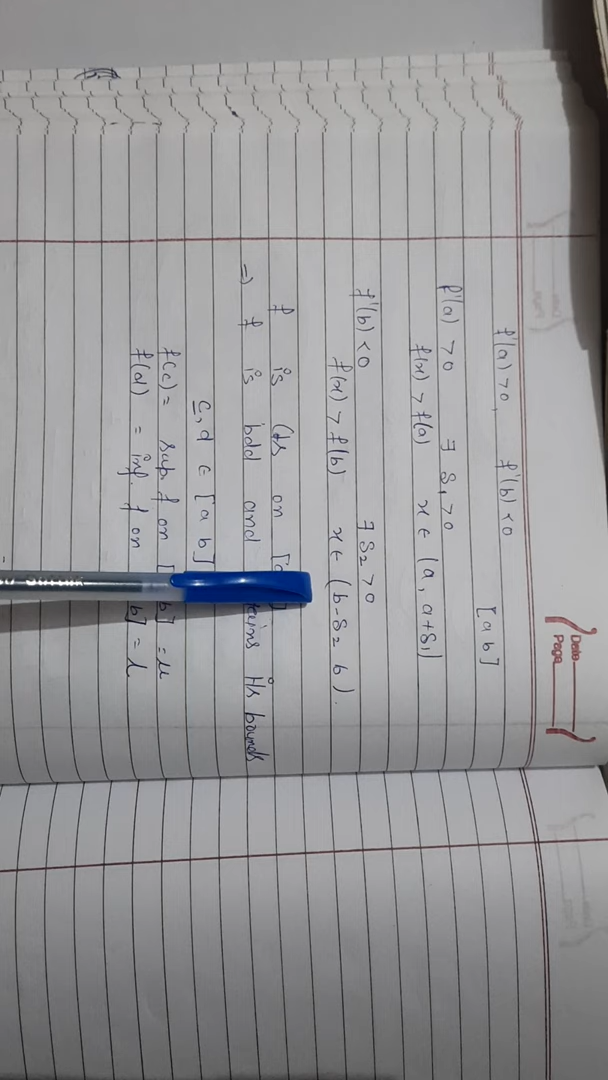 Date
Page
f'(a) > 0, f'(b) < 0
[a b]
f'(a) > 0 ∃ δ₁ > 0
f(x) > f(a) x ∈ (a, a+δ₁)
f'(b) < 0 ∃ δ₂ > 0
f(x) > f(b) x ∈ (b-δ₂ b).
f is cts on [a ]
=> f is bdd and its bounds
c, d ∈ [a b]
f(c) = sup f on [ b] = u
f(d) = inf. f on b] = l